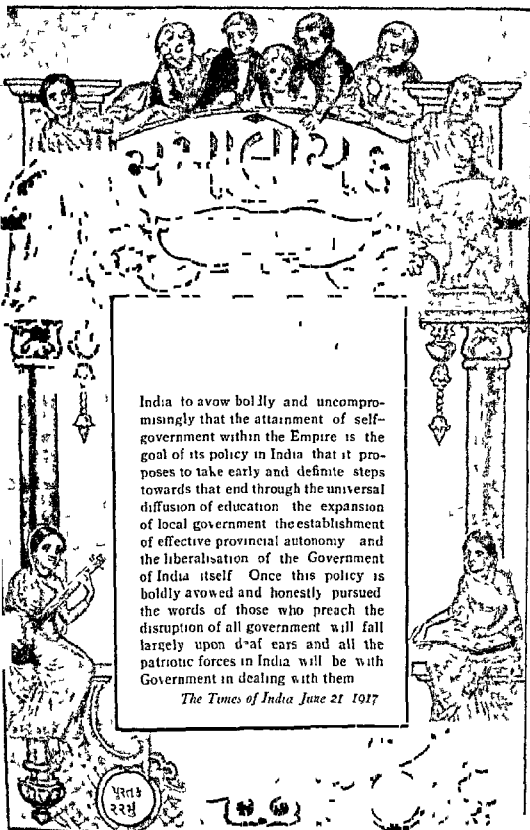 India to avow boldly and uncompro-
misingly that the attainment of self-
government within the Empire is the
goal of its policy in India that it pro-
poses to take early and definite steps
towards that end through the universal
diffusion of education the expansion
of local government the establishment
of effective provincial autonomy and
the liberalisation of the Government
of India itself Once this policy is
boldly avowed and honestly pursued
the words of those who preach the
disruption of all government will fall
largely upon deaf ears and all the
patriotic forces in India will be with
Government in dealing with them
The Times of India June 21 1917
પુસ્તક
૨૨મું